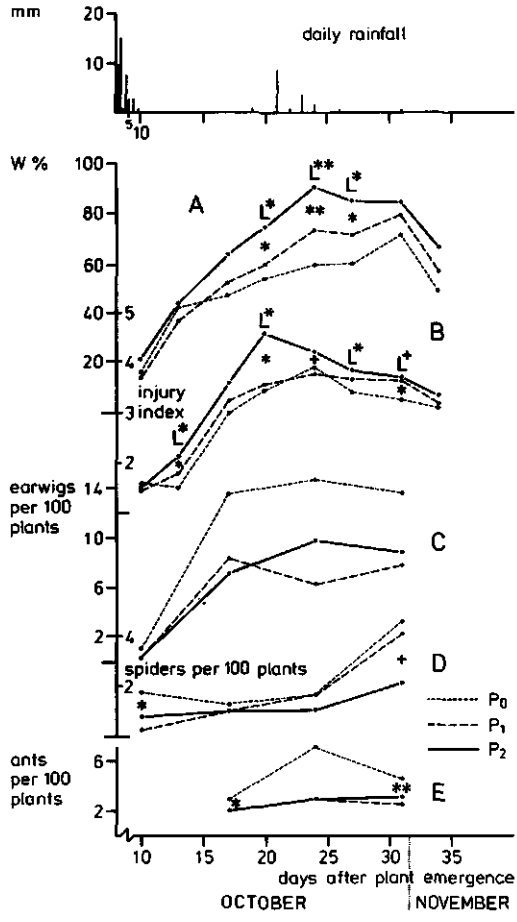 mm
20
daily rainfall
10
5 10
W %
100
L**
L*
A
80
L*
**
*
*
60
40
5
B
L*
20
4
*
+
L*
L+
injury
index
3
*
L*
*
2
earwigs
per 100
plants
14
10
C
6
2
4
D
spiders per 100 plants
+
2
*
P0
P1
ants
per 100
plants
P2
6
**
E
*
2
10
15
20
25
30
35
days after plant emergence
OCTOBER
NOVEMBER